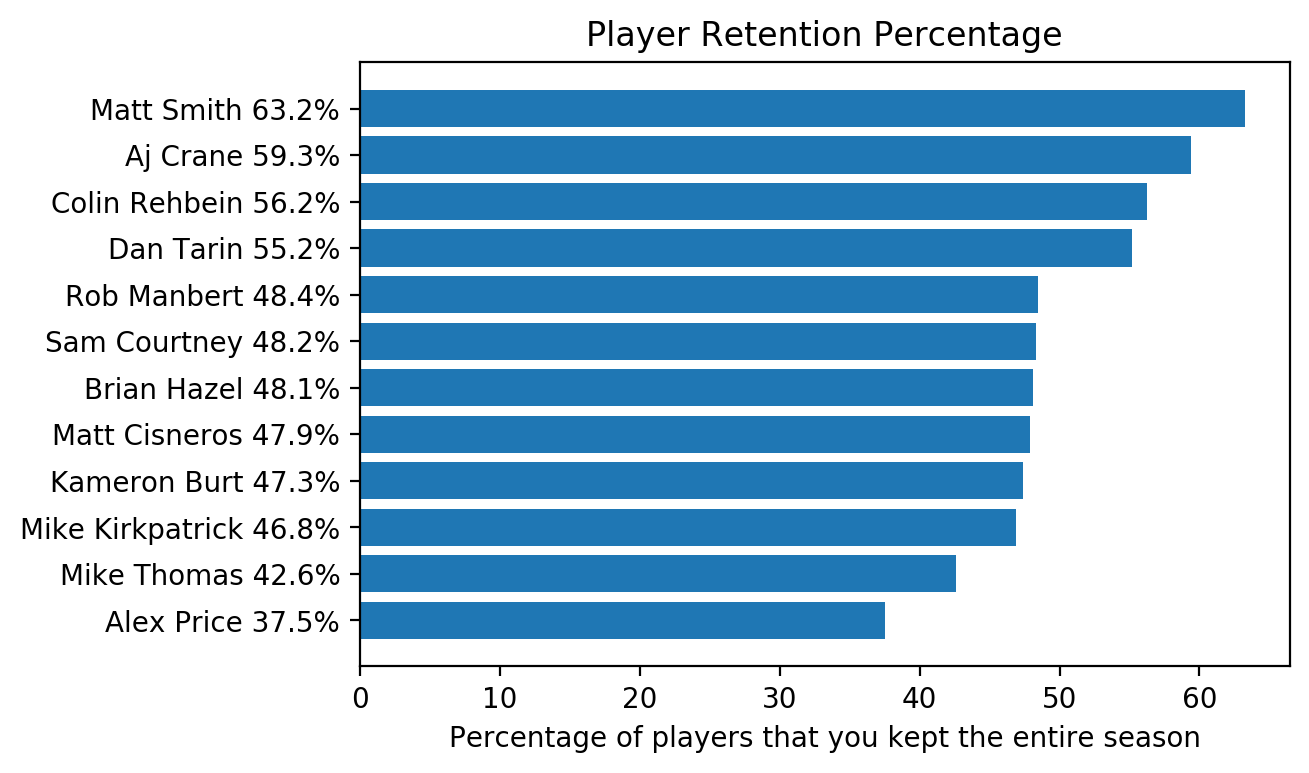 Player Retention Percentage
Matt Smith 63.2%
Aj Crane 59.3%
Colin Rehbein 56.2%
Dan Tarin 55.2%
Rob Manbert 48.4%
Sam Courtney 48.2%
Brian Hazel 48.1%
Matt Cisneros 47.9%
Kameron Burt 47.3%
Mike Kirkpatrick 46.8%
Mike Thomas 42.6%
Alex Price 37.5%
0 10 20 30 40 50 60
Percentage of players that you kept the entire season